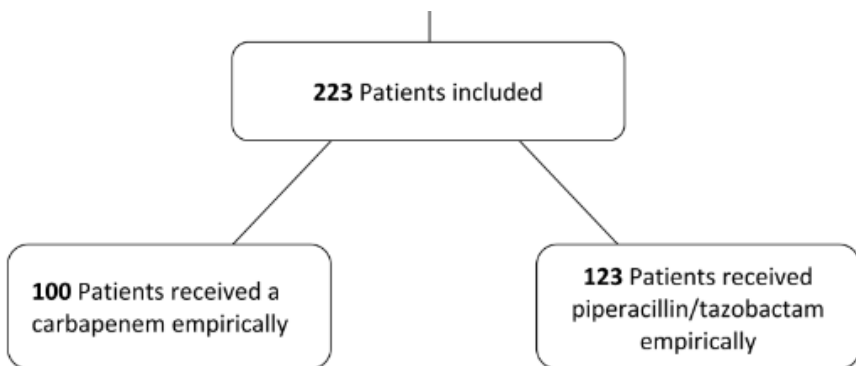 223 Patients included
100 Patients received a
carbapenem empirically
123 Patients received
piperacillin/tazobactam
empirically